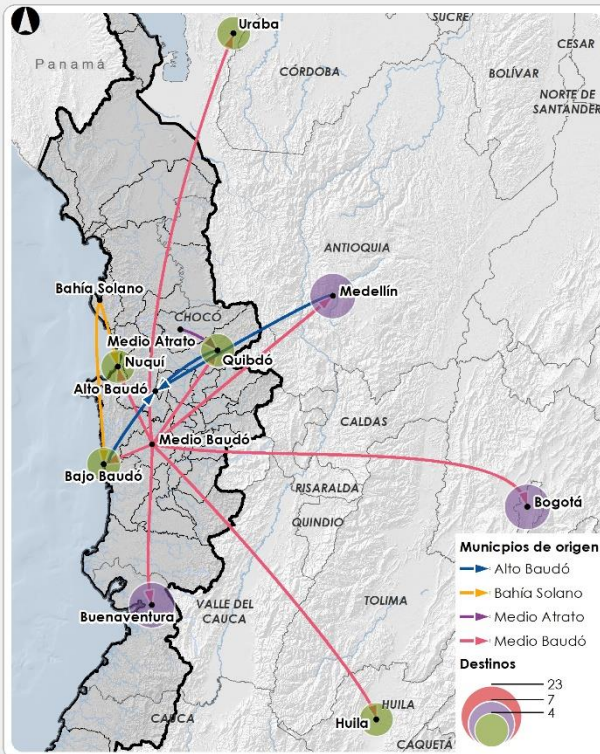 Uraba
SUCRE
CESAR
Panamá
CÓRDOBA
BOLÍVAR
NORTE DE
SANTANDER
ANTIOQUIA
Bahía Solano
Medellín
CHOCÓ
Medio Atrato
Nuquí
Quibdó
Alto Baudó
CALDAS
Medio Baudó
Bajo Baudó
RISARALDA
Bogotá
QUINDIO
Municpios de origen
Alto Baudó
Bahía Solano
Medio Atrato
Medio Baudó
VALLE DEL
CAUCA
TOLIMA
Buenaventura
Destinos
23
7
4
HUILA
Huila
CAUCA
CAQUETÁ